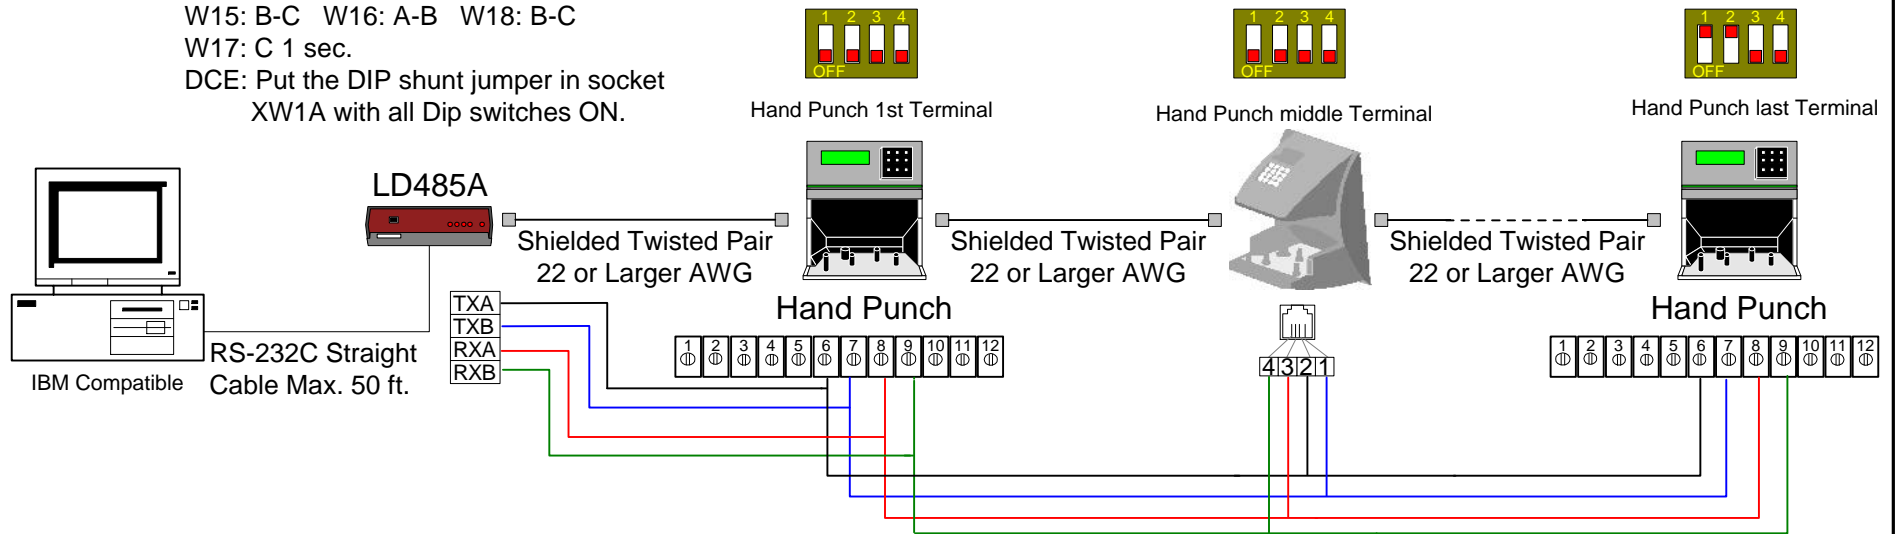 W15: B-C W16: A-B W18: B-C
W17: C 1 sec.
DCE: Put the DIP shunt jumper in socket
XW1A with all Dip switches ON.
1 2 3 4
OFF
Hand Punch 1st Terminal
1 2 3 4
OFF
Hand Punch middle Terminal
1 2 3 4
OFF
Hand Punch last Terminal
LD485A
Shielded Twisted Pair
22 or Larger AWG
Shielded Twisted Pair
22 or Larger AWG
Shielded Twisted Pair
22 or Larger AWG
IBM Compatible
RS-232C Straight
Cable Max. 50 ft.
TXA
TXB
RXA
RXB
Hand Punch
1 2 3 4 5 6 7 8 9 10 11 12
4 3 2 1
Hand Punch
1 2 3 4 5 6 7 8 9 10 11 12